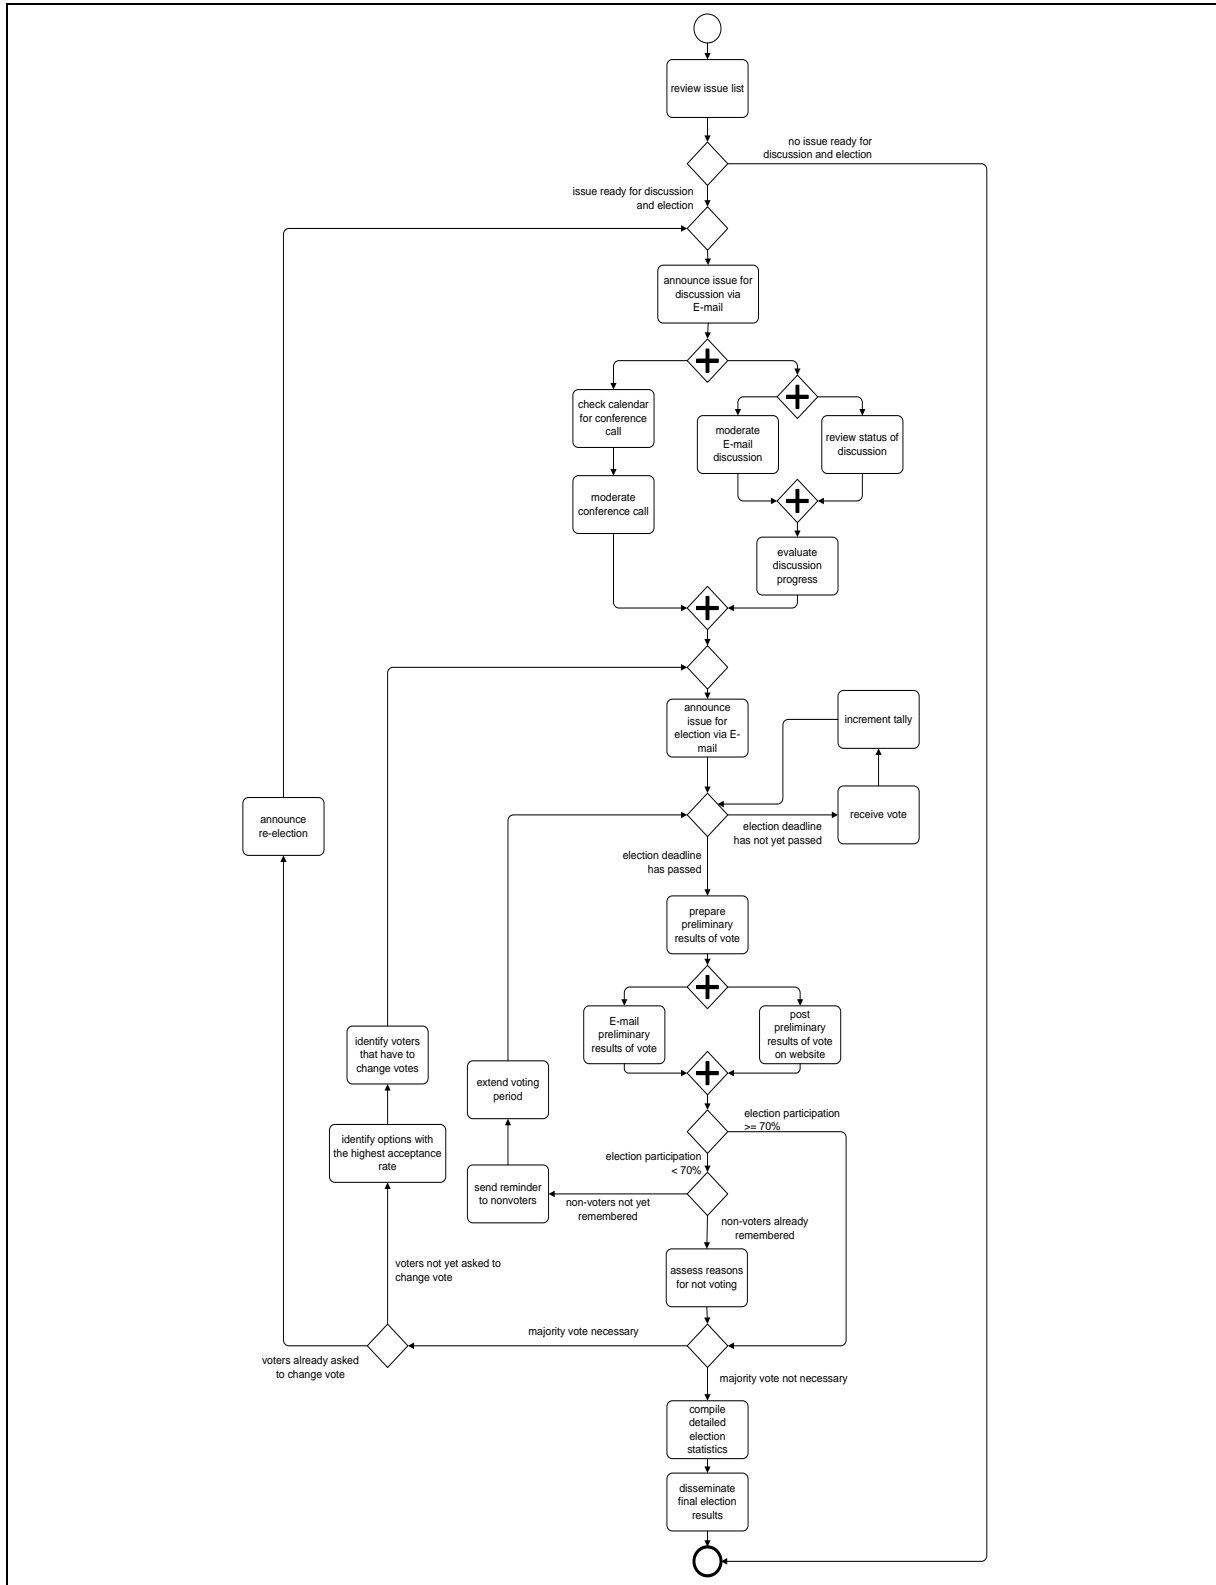 review issue list
no issue ready for
discussion and election
issue ready for discussion
and election
announce issue for
discussion via
E-mail
check calendar
for conference
call
moderate
E-mail
discussion
review status of
discussion
moderate
conference call
evaluate
discussion
progress
announce
issue for
election via E-
mail
increment tally
receive vote
election deadline
has not yet passed
announce
re-election
election deadline
has passed
prepare
preliminary
results of vote
E-mail
preliminary
results of vote
post
preliminary
results of vote
on website
identify voters
that have to
change votes
extend voting
period
election participation
>= 70%
identify options with
the highest acceptance
rate
election participation
< 70%
send reminder
to nonvoters
non-voters not yet
remembered
non-voters already
remembered
assess reasons
for not voting
voters not yet asked to
change vote
majority vote necessary
voters already asked
to change vote
majority vote not necessary
compile
detailed
election
statistics
disseminate
final election
results